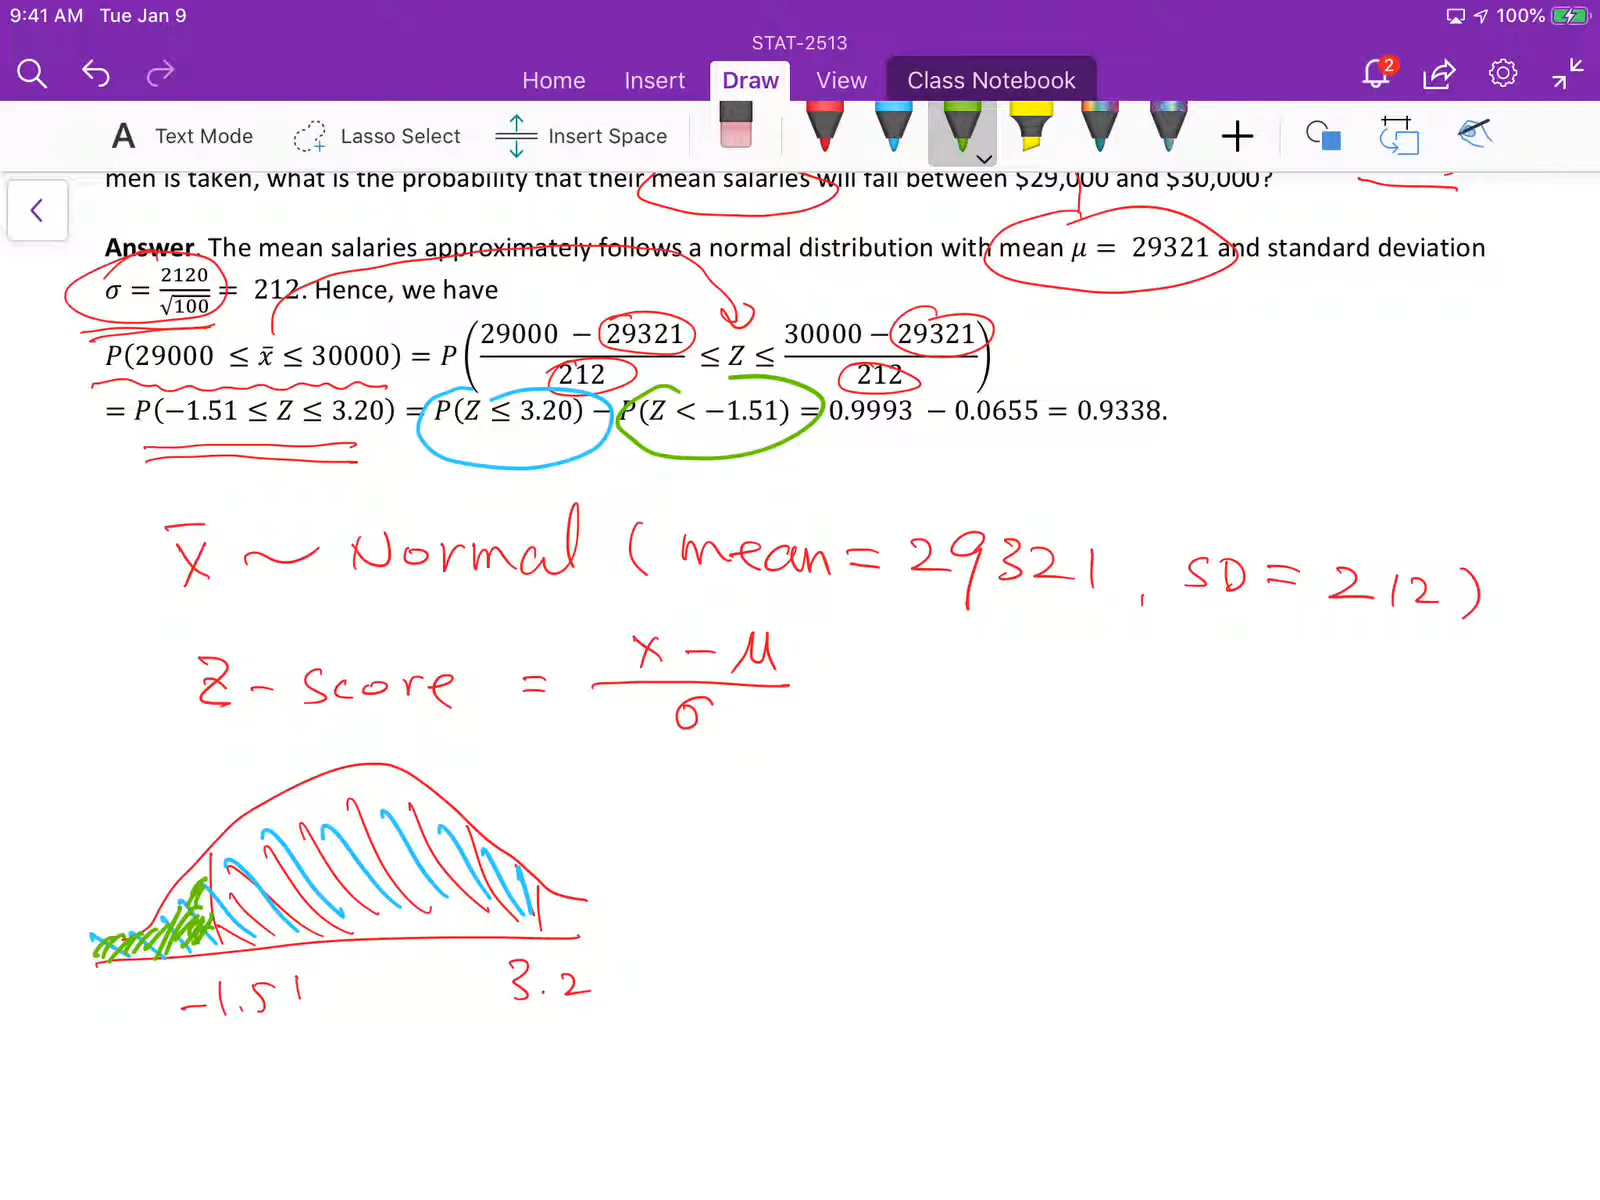 9:41 AM Tue Jan 9
100%
STAT-2513
Home Insert Draw View Class Notebook
2
A Text Mode Lasso Select Insert Space
men is taken, what is the probability that their mean salaries will fall between $29,000 and $30,000?
Answer. The mean salaries approximately follows a normal distribution with mean μ = 29321 and standard deviation
σ = 2120/√100 = 212. Hence, we have
P(29000 ≤ x̄ ≤ 30000) = P((29000 − 29321)/212 ≤ Z ≤ (30000 − 29321)/212)
= P(−1.51 ≤ Z ≤ 3.20) = P(Z ≤ 3.20) − P(Z < −1.51) = 0.9993 − 0.0655 = 0.9338.
X̄ ~ Normal (mean = 29321, SD = 212)
Z-score = (x − μ)/σ
-1.51 3.2